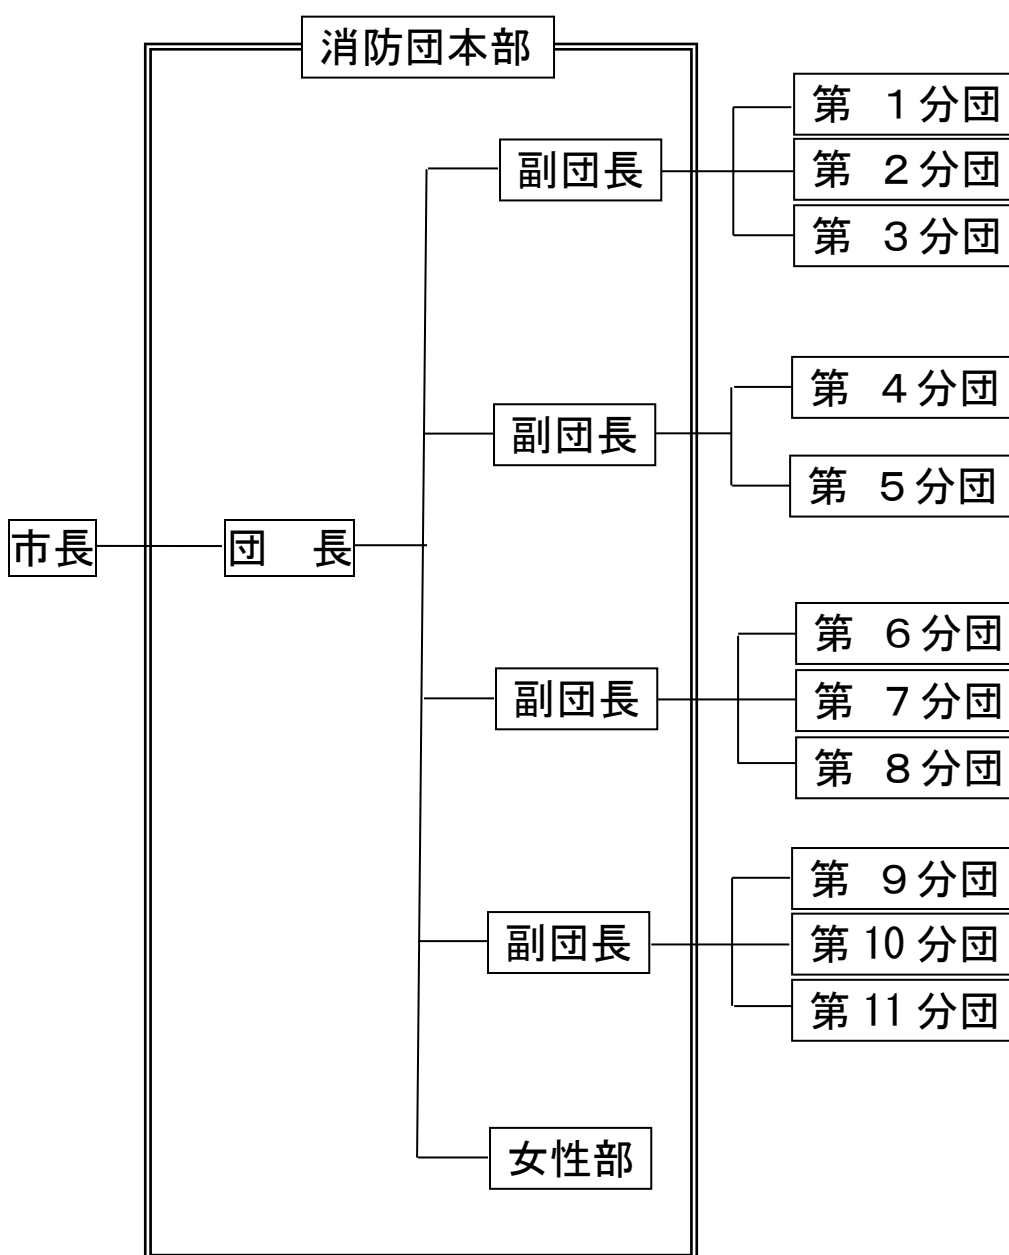 消防団本部
市長
団　長
副団長
第　１分団
第　２分団
第　３分団
副団長
第　４分団
第　５分団
副団長
第　６分団
第　７分団
第　８分団
副団長
第　９分団
第 10 分団
第 11 分団
女性部